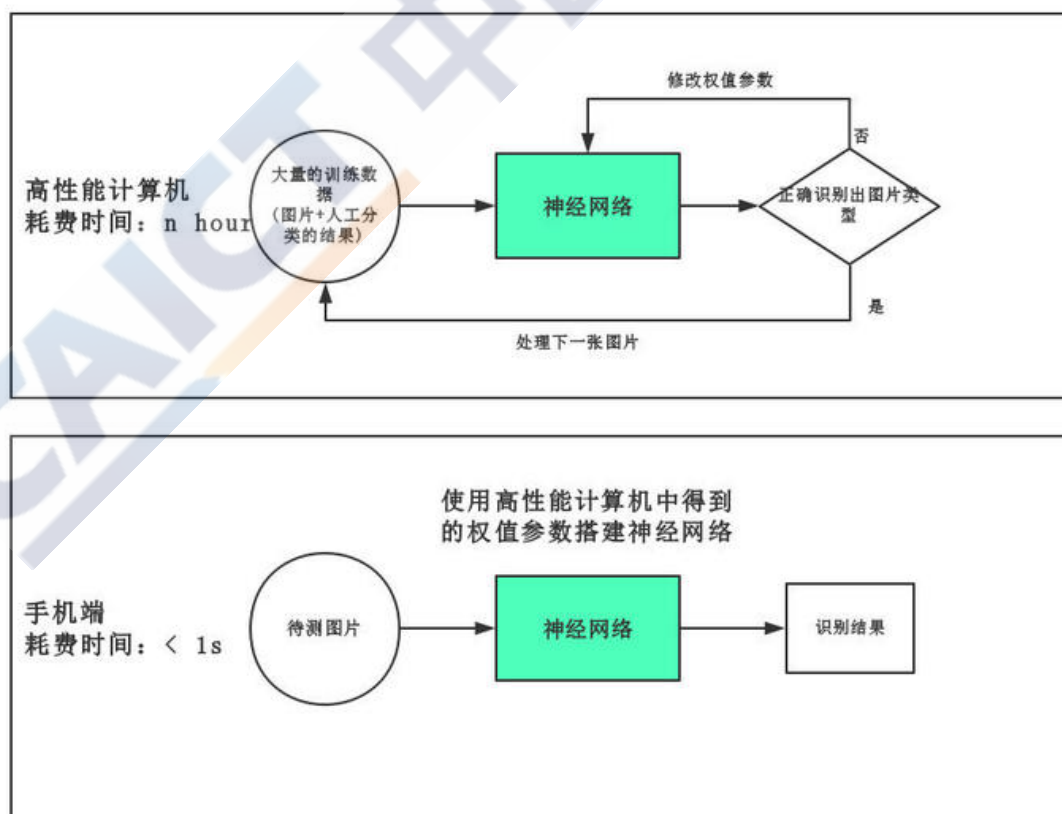 修改权值参数
否
高性能计算机
耗费时间: n hour
大量的训练数
据
(图片+人工分
类的结果)
神经网络
正确识别出图片类
型
是
处理下一张图片
使用高性能计算机中得到
的权值参数搭建神经网络
手机端
耗费时间: < 1s
待测图片
神经网络
识别结果
CAICT 中